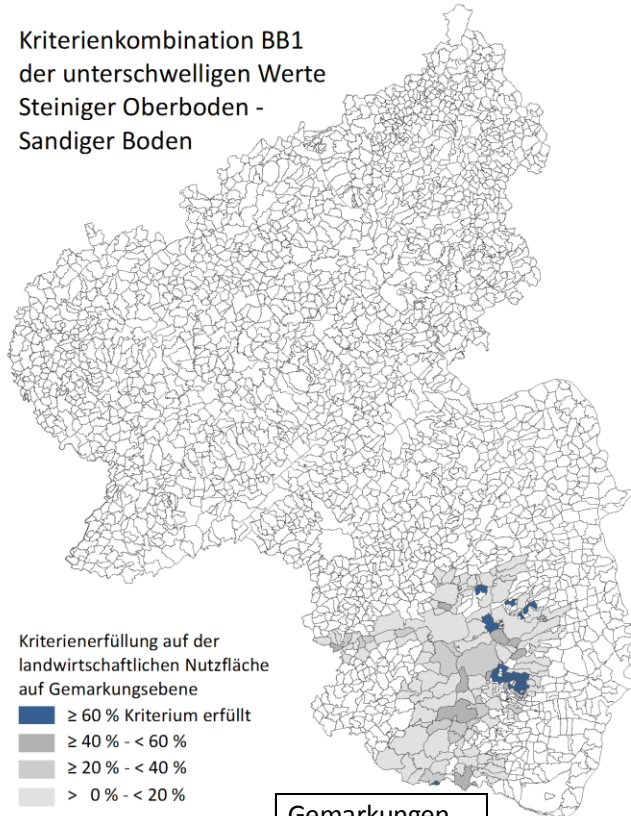 Kriterienkombination BB1
der unterschwelligen Werte
Steiniger Oberboden -
Sandiger Boden
Kriterienerfüllung auf der
landwirtschaftlichen Nutzfläche
auf Gemarkungsebene
≥ 60 % Kriterium erfüllt
≥ 40 % - < 60 %
≥ 20 % - < 40 %
> 0 % - < 20 %
Gemarkungen